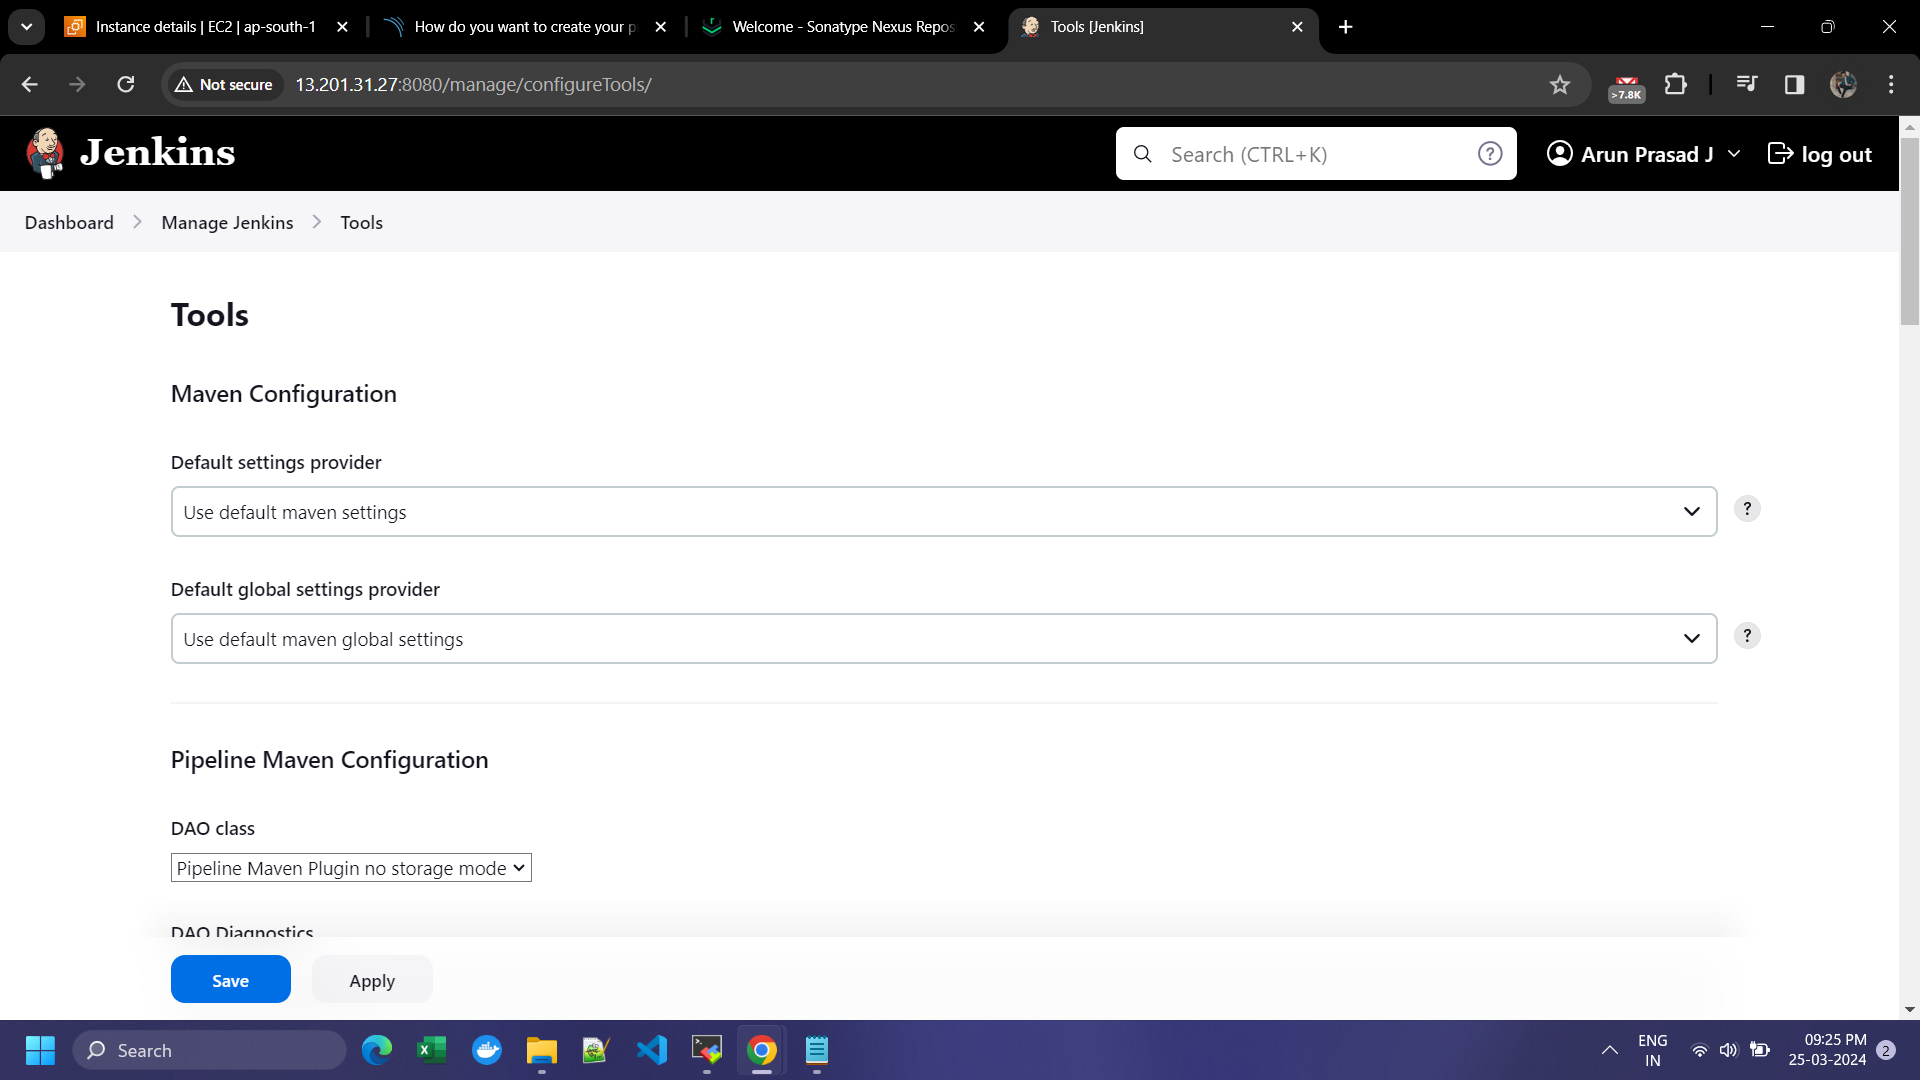 Instance details | EC2 | ap-south-1
How do you want to create your p
Welcome - Sonatype Nexus Repos
Tools [Jenkins]
Not secure
13.201.31.27:8080/manage/configureTools/
>7.8K
Jenkins
Search (CTRL+K)
?
Arun Prasad J
log out
Dashboard
Manage Jenkins
Tools
Tools
Maven Configuration
Default settings provider
Use default maven settings
?
Default global settings provider
Use default maven global settings
?
Pipeline Maven Configuration
DAO class
Pipeline Maven Plugin no storage mode
DAO Diagnostics
Save
Apply
Search
ENG
IN
09:25 PM
25-03-2024
2